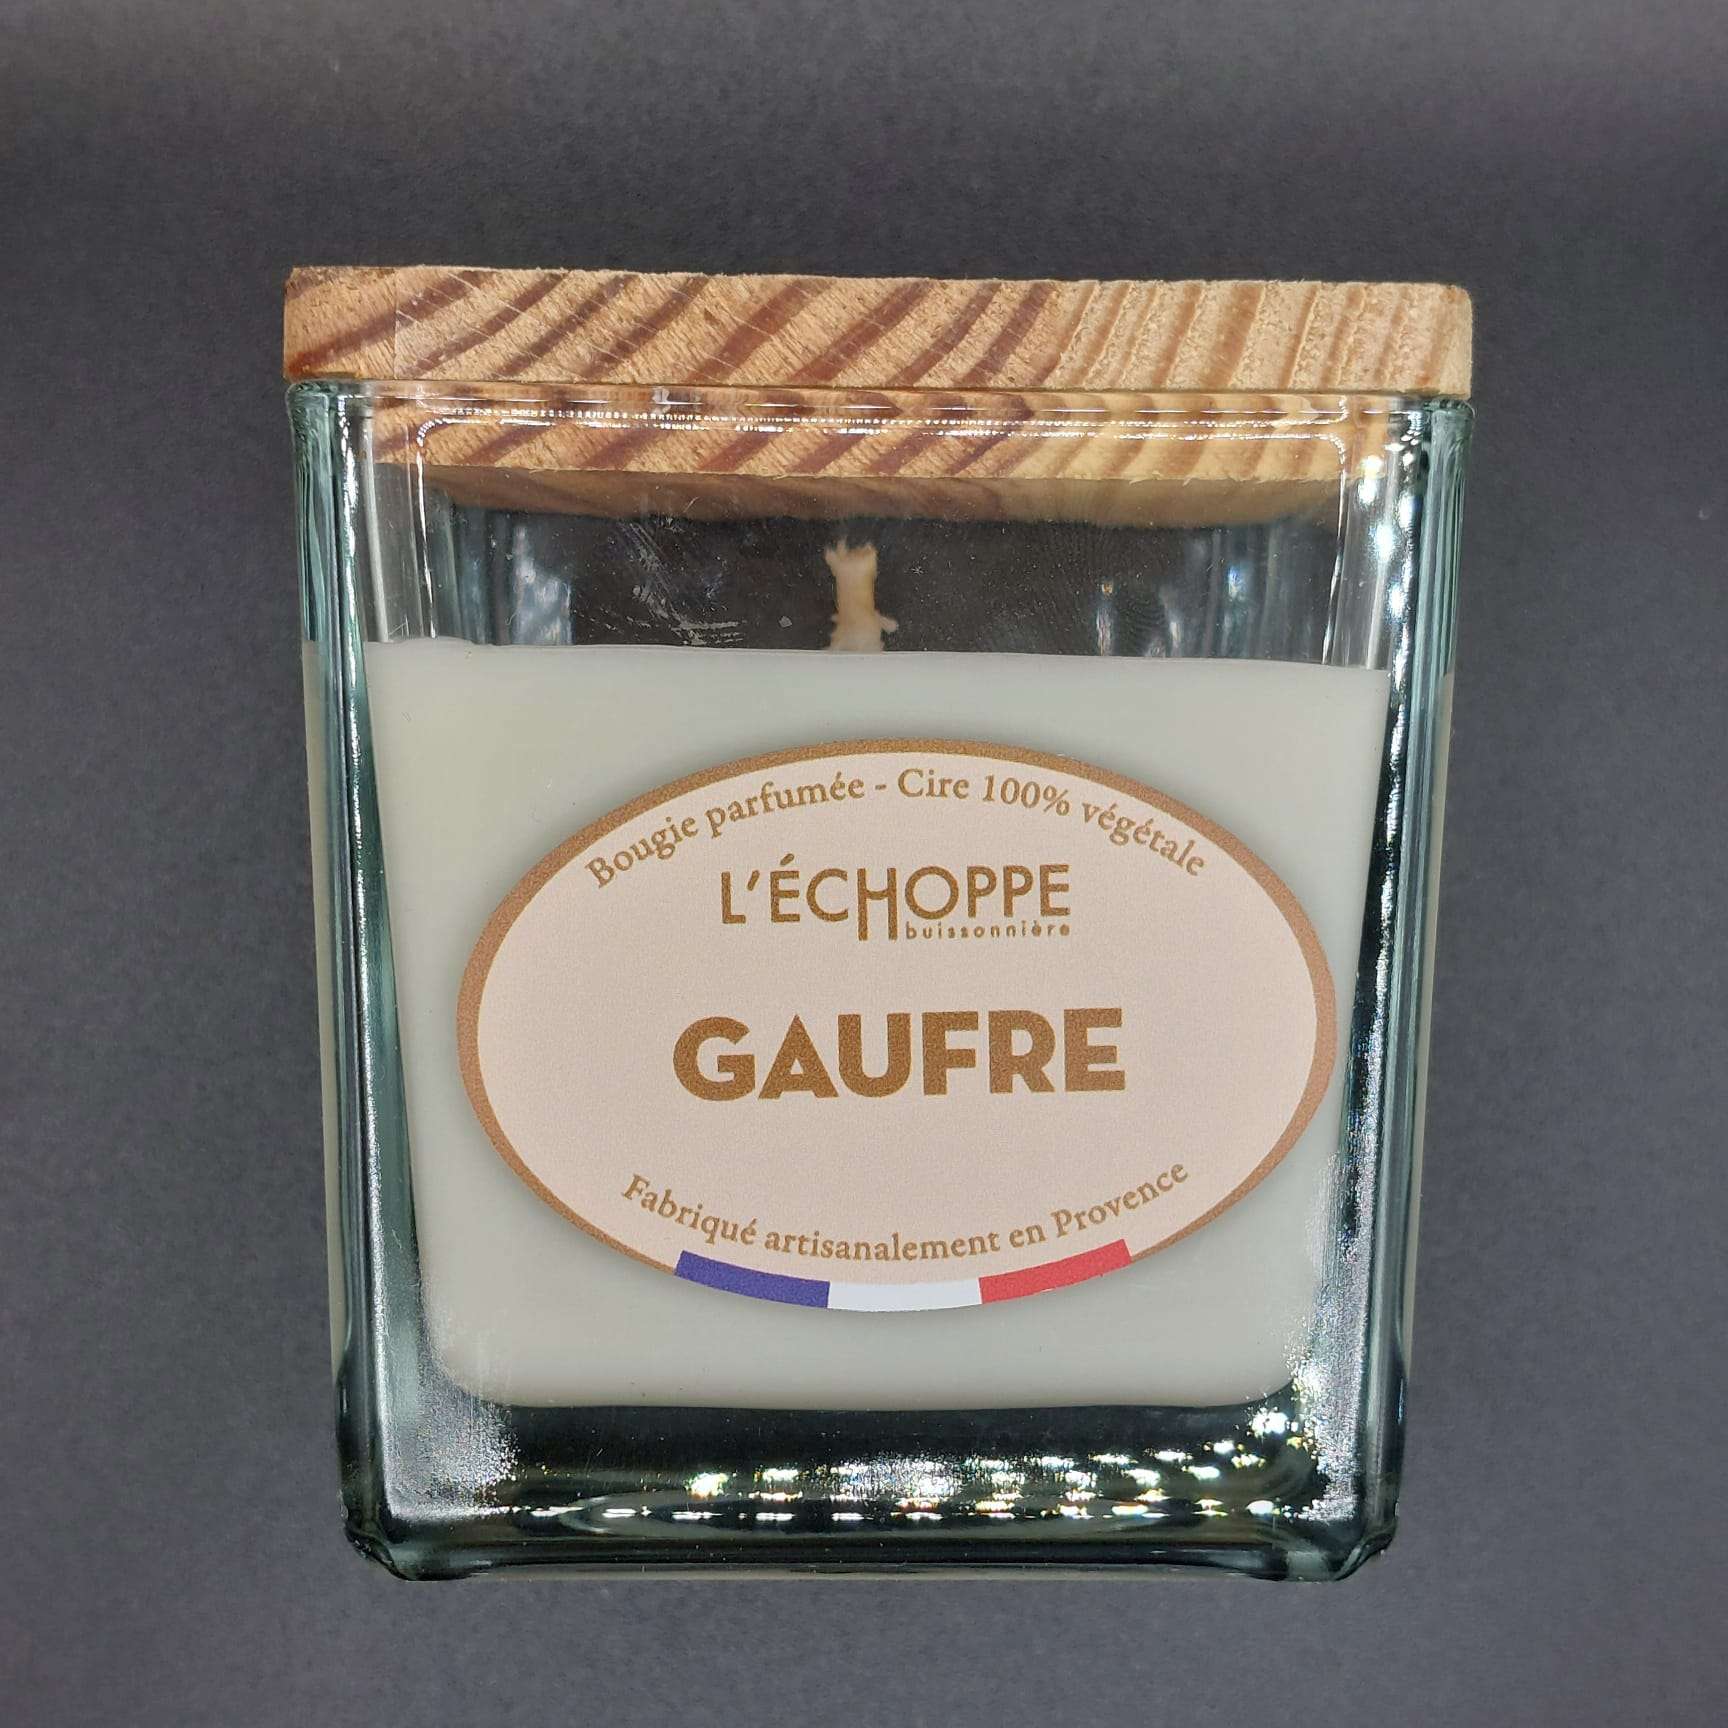 Bougie parfumée - Cire 100% végétale
L'ÉCHOPPE
buissonnière
GAUFRE
Fabriqué artisanalement en Provence